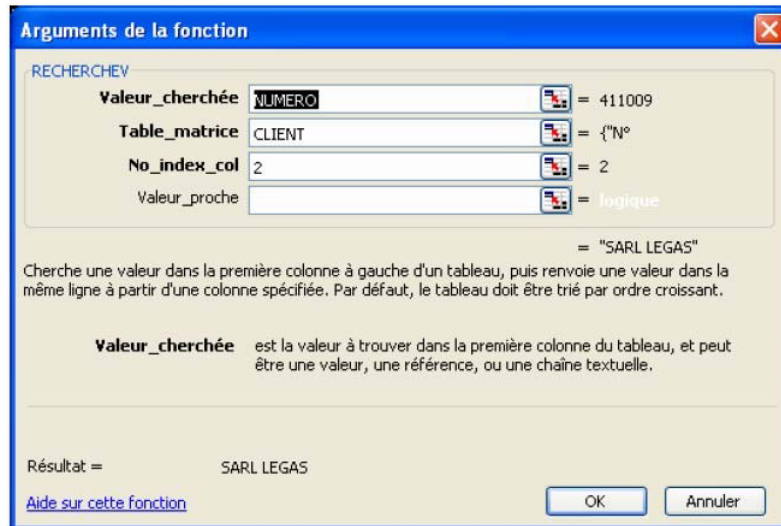 Arguments de la fonction
RECHERCHEV
Valeur_cherchée NUMERO = 411009
Table_matrice CLIENT = {"N°
No_index_col 2 = 2
Valeur_proche = logique
= "SARL LEGAS"
Cherche une valeur dans la première colonne à gauche d'un tableau, puis renvoie une valeur dans la
même ligne à partir d'une colonne spécifiée. Par défaut, le tableau doit être trié par ordre croissant.
Valeur_cherchée est la valeur à trouver dans la première colonne du tableau, et peut
être une valeur, une référence, ou une chaîne textuelle.
Résultat = SARL LEGAS
Aide sur cette fonction OK Annuler